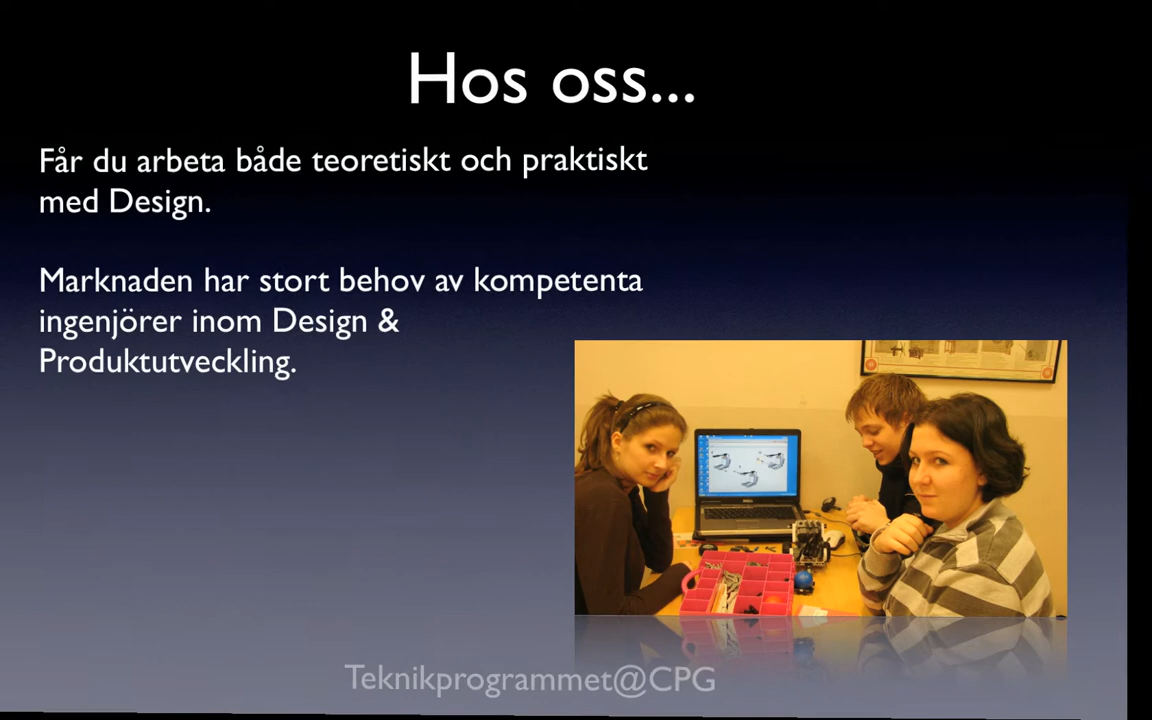 Hos oss...
Får du arbeta både teoretiskt och praktiskt
med Design.
Marknaden har stort behov av kompetenta
ingenjörer inom Design &
Produktutveckling.
Teknikprogrammet@CPG